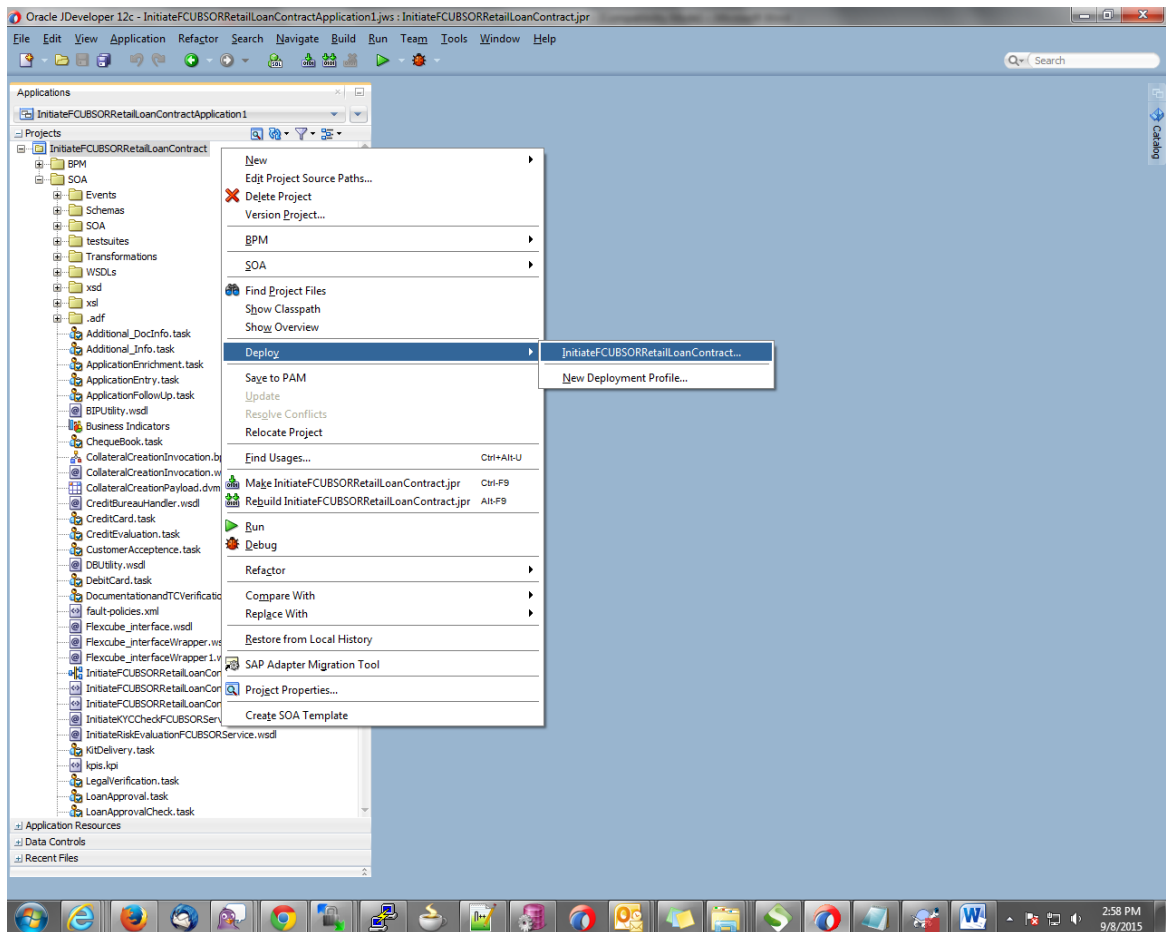 Oracle JDeveloper 12c - InitiateFCUBSORRetailLoanContractApplication1.jws : InitiateFCUBSORRetailLoanContract.jpr
File Edit View Application Refactor Search Navigate Build Run Team Tools Window Help
Search
Applications
InitiateFCUBSORRetailLoanContractApplication1
Projects
InitiateFCUBSORRetailLoanContract
BPM
SOA
Events
Schemas
SOA
testsuites
Transformations
WSDLs
xsd
xsl
.adf
Additional_DocInfo.task
Additional_Info.task
ApplicationEnrichment.task
ApplicationEntry.task
ApplicationFollowUp.task
BIPUtility.wsdl
Business Indicators
ChequeBook.task
CollateralCreationInvocation.bp
CollateralCreationInvocation.w
CollateralCreationPayload.dvm
CreditBureauHandler.wsdl
CreditCard.task
CreditEvaluation.task
CustomerAcceptence.task
DBUtility.wsdl
DebitCard.task
DocumentationandTCVerificatio
fault-policies.xml
Flexcube_interface.wsdl
Flexcube_interfaceWrapper.ws
Flexcube_interfaceWrapper1.v
InitiateFCUBSORRetailLoanCor
InitiateFCUBSORRetailLoanCor
InitiateFCUBSORRetailLoanCor
InitiateKYCCheckFCUBSORServ
InitiateRiskEvaluationFCUBSORService.wsdl
KitDelivery.task
kpis.kpi
LegalVerification.task
LoanApproval.task
LoanApprovalCheck.task
Application Resources
Data Controls
Recent Files
New
Edit Project Source Paths...
Delete Project
Version Project...
BPM
SOA
Find Project Files
Show Classpath
Show Overview
Deploy
Save to PAM
Update
Resolve Conflicts
Relocate Project
Find Usages... Ctrl+Alt-U
Make InitiateFCUBSORRetailLoanContract.jpr Ctrl-F9
Rebuild InitiateFCUBSORRetailLoanContract.jpr Alt-F9
Run
Debug
Refactor
Compare With
Replace With
Restore from Local History
SAP Adapter Migration Tool
Project Properties...
Create SOA Template
InitiateFCUBSORRetailLoanContract...
New Deployment Profile...
Catalog
2:58 PM
9/8/2015